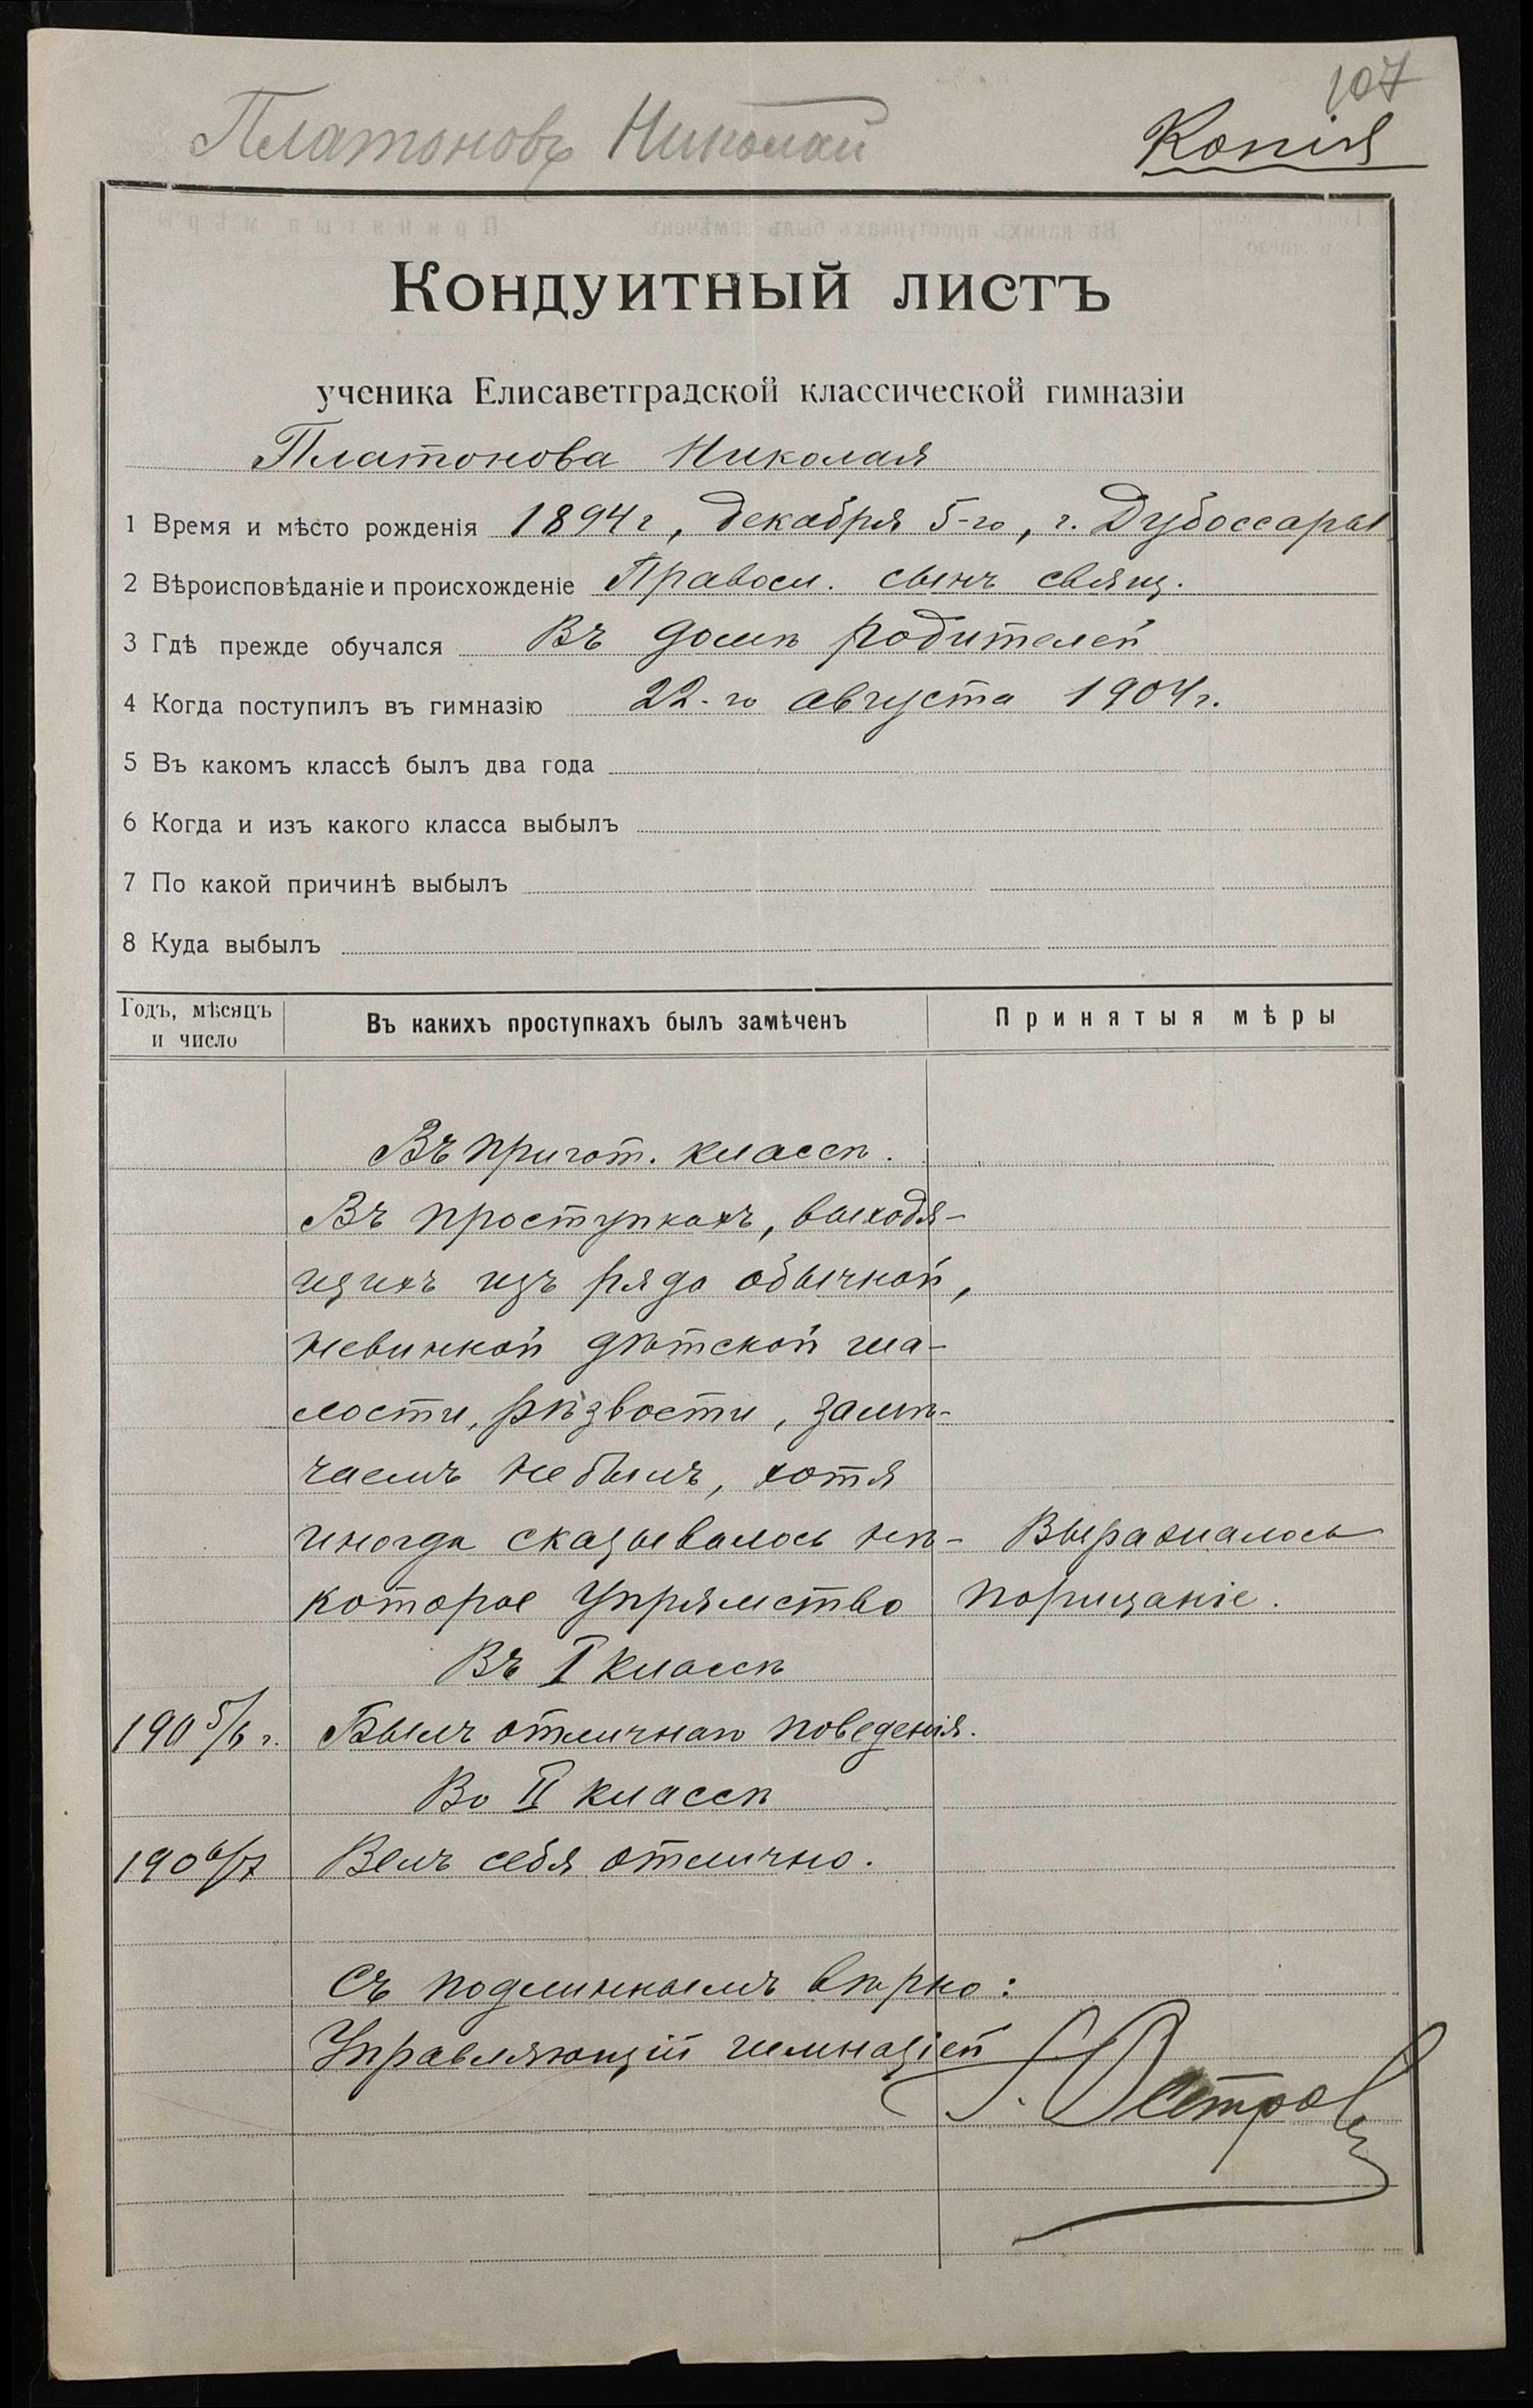 107
Платоновъ Николай
Копія
Кондуитный листъ
ученика Елисаветградской классической гимназіи
Платонова Николая
1 Время и мѣсто рожденія 1894 г, декабря 5-го, г. Дубоссары
2 Вѣроисповѣданіе и происхожденіе Правосл. сынъ свящ.
3 Гдѣ прежде обучался Въ домѣ родителей
4 Когда поступилъ въ гимназію 22-го августа 1904 г.
5 Въ какомъ классѣ былъ два года
6 Когда и изъ какого класса выбылъ
7 По какой причинѣ выбылъ
8 Куда выбылъ
Годъ, мѣсяцъ и число Въ какихъ проступкахъ былъ замѣченъ Принятыя мѣры
Въ пригот. классѣ.
Въ проступкахъ, выходя-
щихъ изъ ряда обычной,
невинной дѣтской ша-
лости, рѣзвости, замѣ-
чаемъ не былъ, хотя
иногда сказывалось нѣ- Выражалось
которое упрямство порицаніе.
Въ I классѣ
190 5/6 г. Былъ отличнаго поведенія.
Во II классѣ
190 6/7 Велъ себя отлично.
Съ подлиннымъ вѣрно:
Управляющій гимназіей